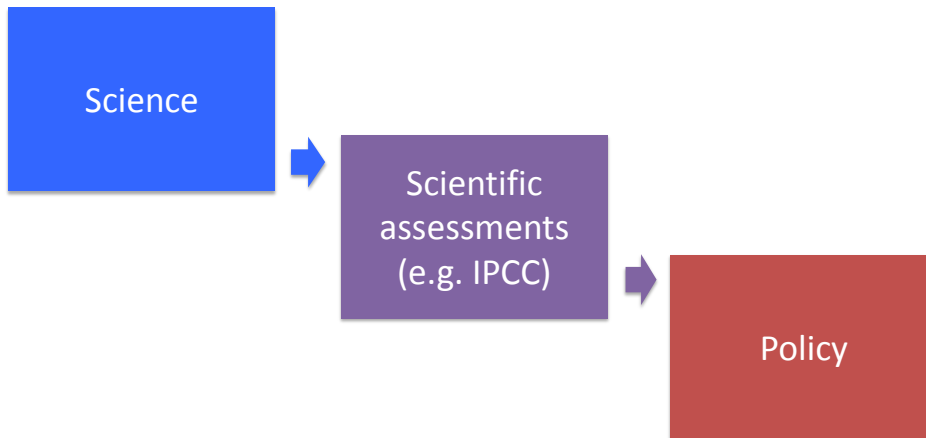 Science
Scientific
assessments
(e.g. IPCC)
Policy